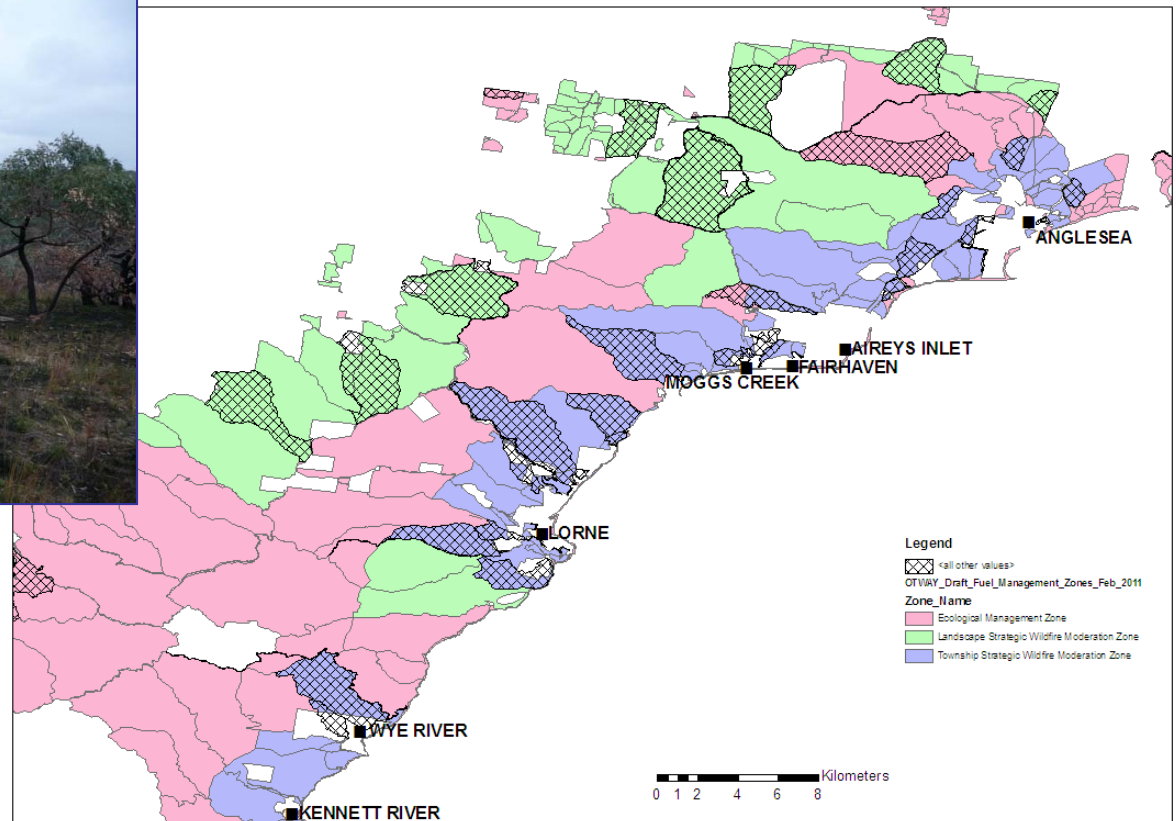 ANGLESEA
AIREYS INLET
FAIRHAVEN
MOGGS CREEK
LORNE
Legend
<all other values>
OTWAY_Draft_Fuel_Management_Zones_Feb_2011
Zone_Name
Ecological Management Zone
Landscape Strategic Wildfire Moderation Zone
Township Strategic Wildfire Moderation Zone
WYE RIVER
Kilometers
0 1 2 4 6 8
KENNETT RIVER